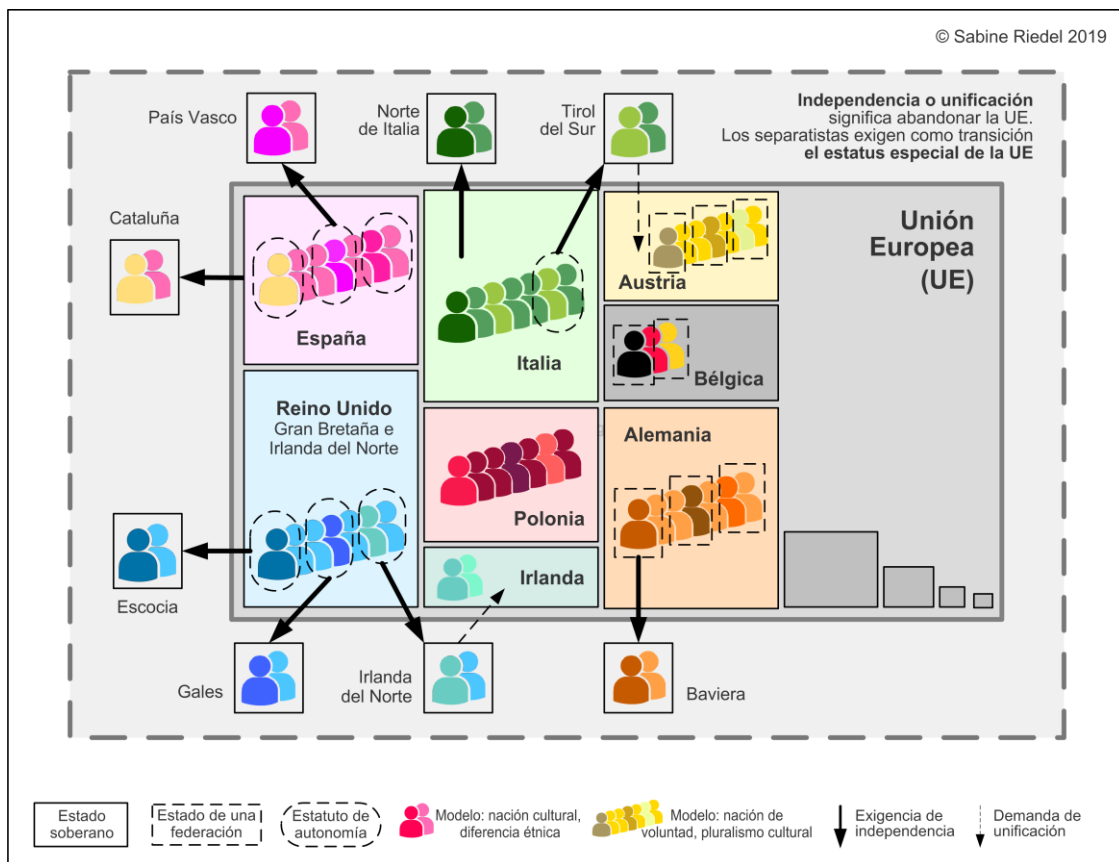 © Sabine Riedel 2019
País Vasco
Norte
de Italia
Tirol
del Sur
Independencia o unificación
significa abandonar la UE.
Los separatistas exigen como transición
el estatus especial de la UE
Cataluña
España
Italia
Austria
Unión
Europea
(UE)
Bélgica
Reino Unido
Gran Bretaña e
Irlanda del Norte
Polonia
Alemania
Irlanda
Escocia
Gales
Irlanda
del Norte
Baviera
Estado
soberano
Estado de una
federación
Estatuto de
autonomía
Modelo: nación cultural,
diferencia étnica
Modelo: nación de
voluntad, pluralismo cultural
Exigencia de
independencia
Demanda de
unificación